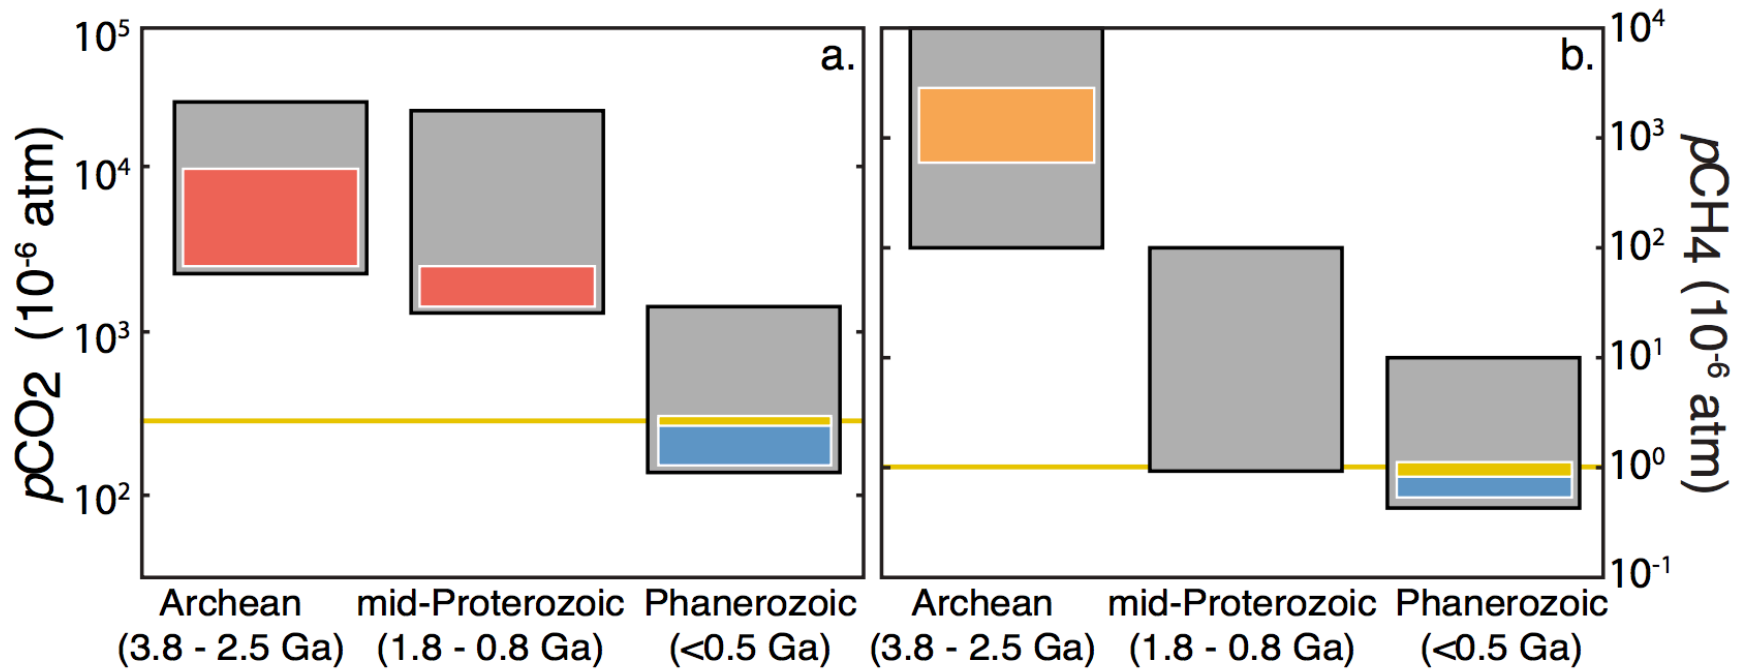 a.
10⁵
10⁴
10³
10²
pCO2 (10⁻⁶ atm)
Archean
(3.8 - 2.5 Ga)
mid-Proterozoic
(1.8 - 0.8 Ga)
Phanerozoic
(<0.5 Ga)
b.
10⁴
10³
10²
10¹
10⁰
10⁻¹
pCH4 (10⁻⁶ atm)
Archean
(3.8 - 2.5 Ga)
mid-Proterozoic
(1.8 - 0.8 Ga)
Phanerozoic
(<0.5 Ga)